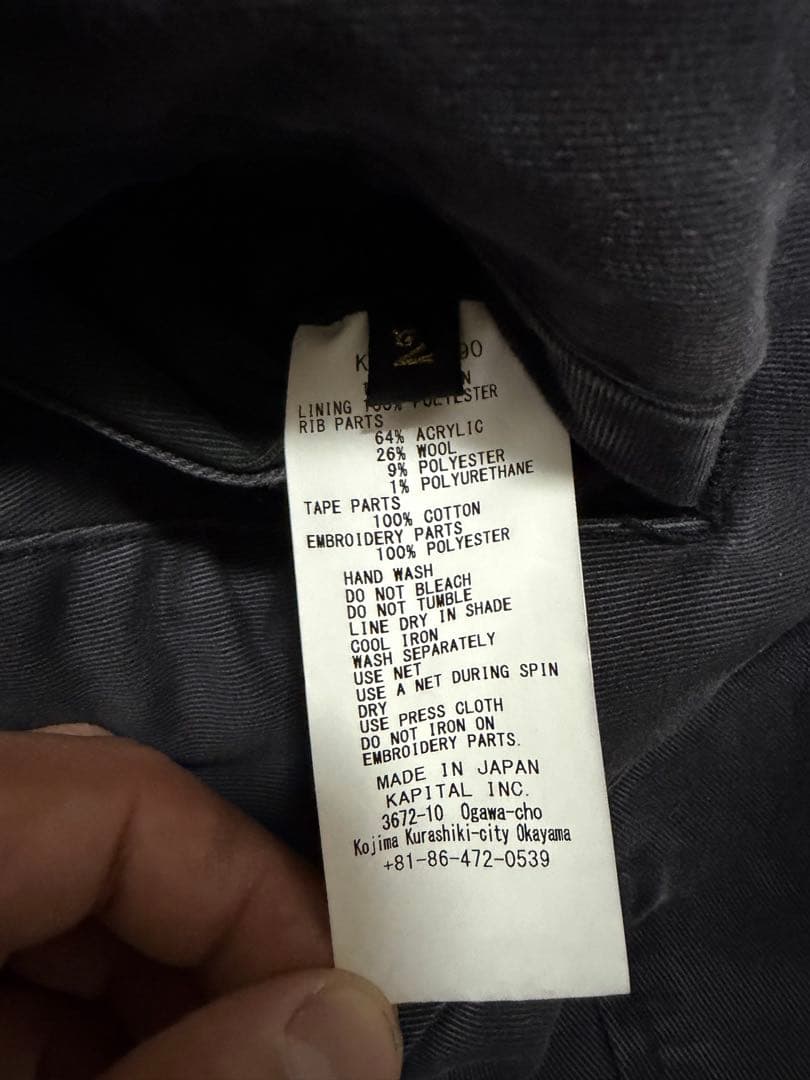 LINING 100% POLYESTER
RIB PARTS
64% ACRYLIC
26% WOOL
9% POLYESTER
1% POLYURETHANE
TAPE PARTS
100% COTTON
EMBROIDERY PARTS
100% POLYESTER
HAND WASH
DO NOT BLEACH
DO NOT TUMBLE
LINE DRY IN SHADE
COOL IRON
WASH SEPARATELY
USE NET
USE A NET DURING SPIN
DRY
USE PRESS CLOTH
DO NOT IRON ON
EMBROIDERY PARTS.
MADE IN JAPAN
KAPITAL INC.
3672-10 Ogawa-cho
Kojima Kurashiki-city Okayama
+81-86-472-0539